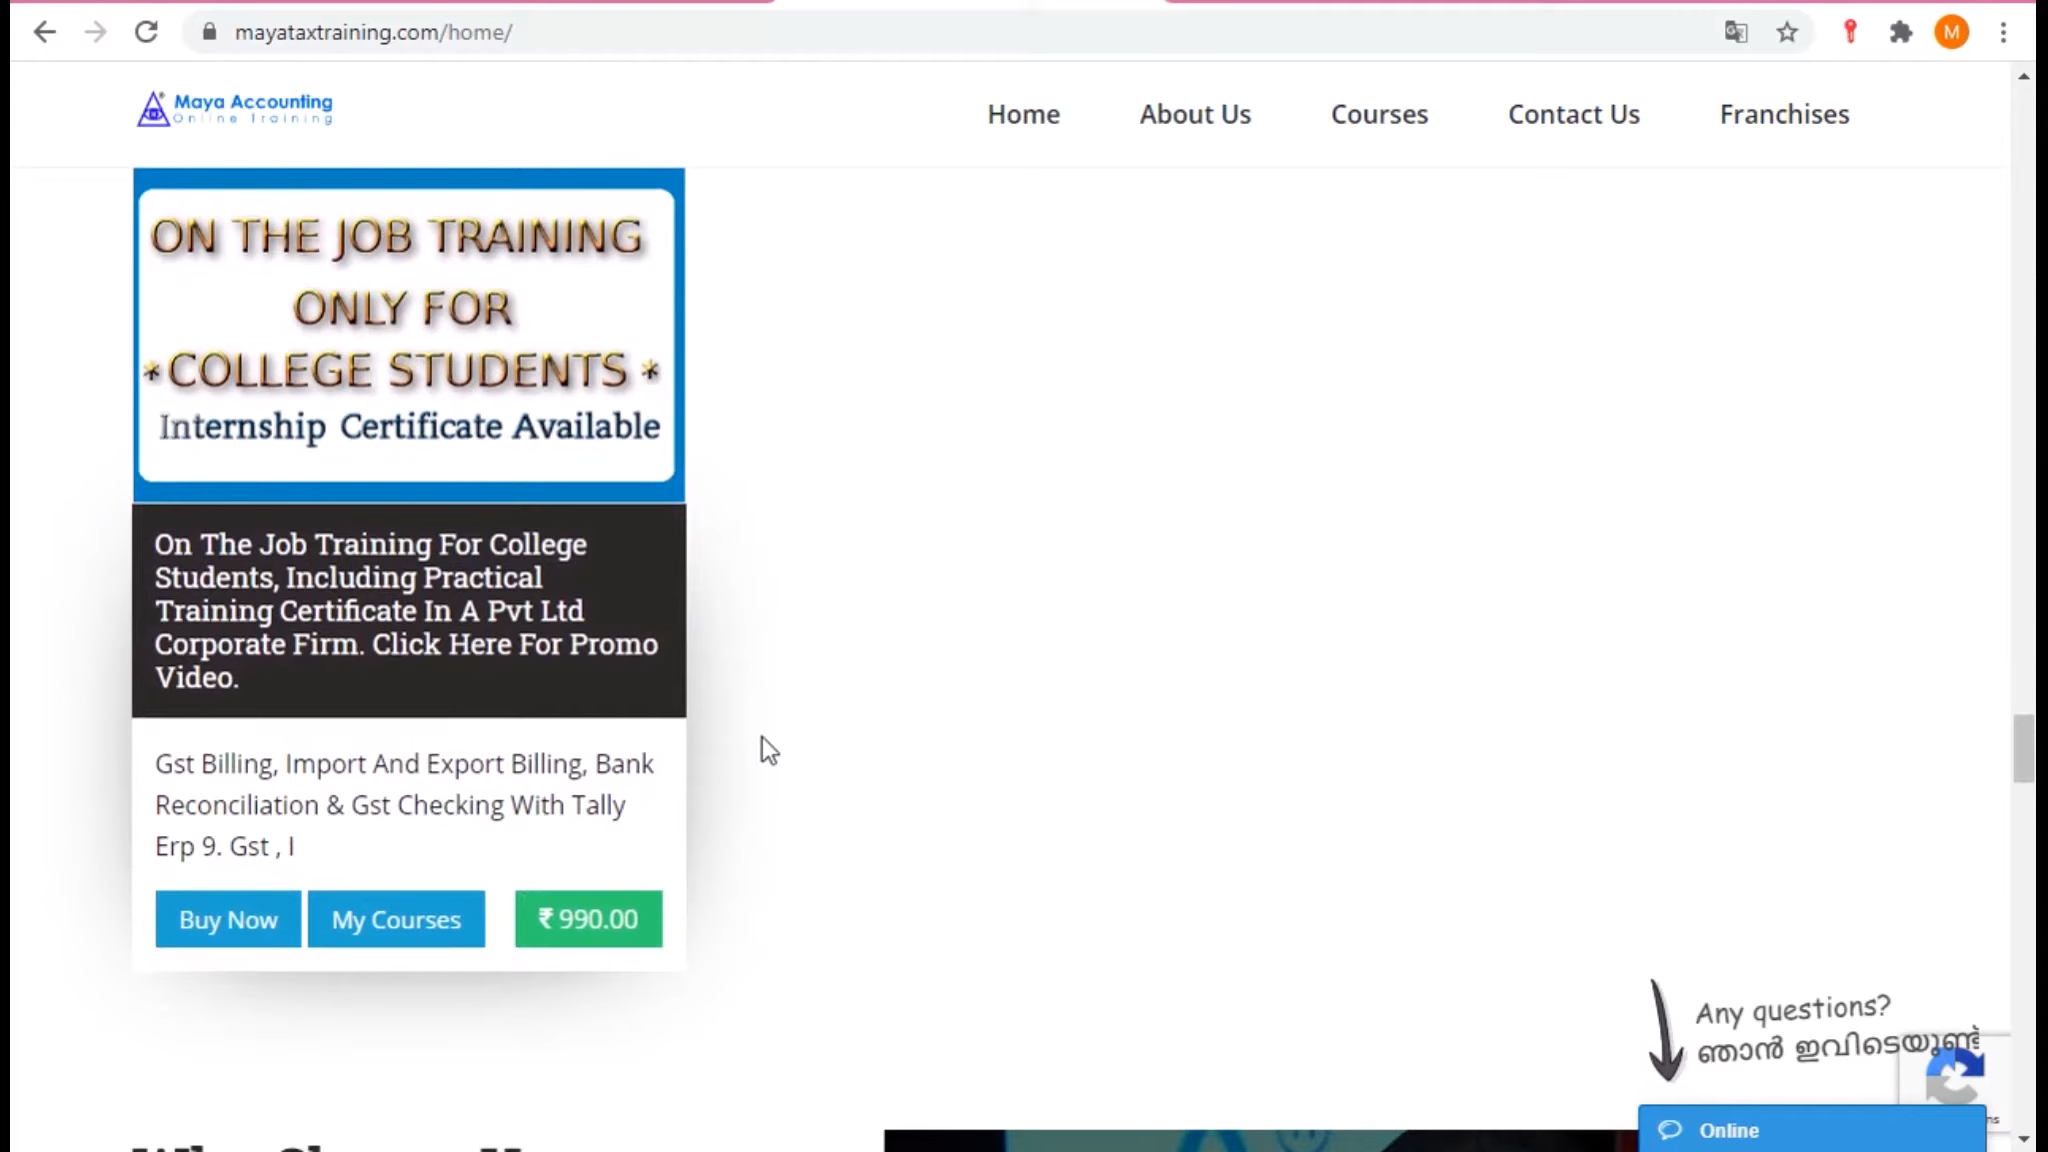 mayataxtraining.com/home/
M
Maya Accounting
Online Training
Home
About Us
Courses
Contact Us
Franchises
ON THE JOB TRAINING
ONLY FOR
*COLLEGE STUDENTS *
Internship Certificate Available
On The Job Training For College
Students, Including Practical
Training Certificate In A Pvt Ltd
Corporate Firm. Click Here For Promo
Video.
Gst Billing, Import And Export Billing, Bank
Reconciliation & Gst Checking With Tally
Erp 9. Gst , I
Buy Now
My Courses
₹ 990.00
Any questions?
ഞാൻ ഇവിടെയുണ്ട്
Online